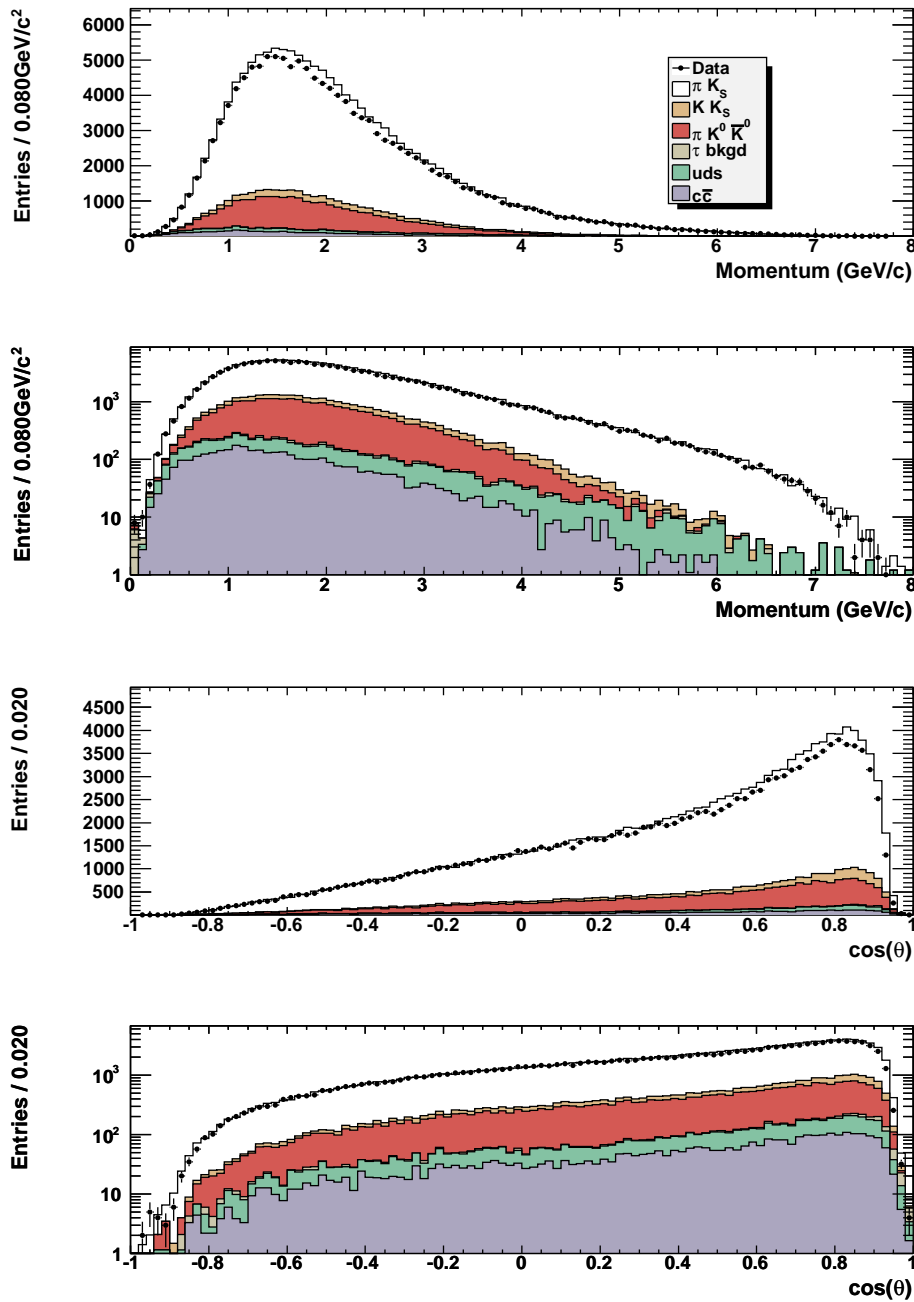 Entries / 0.080GeV/c²
6000
5000
4000
3000
2000
1000
0 1 2 3 4 5 6 7 8
Momentum (GeV/c)
Data
π K_S
K K_S
π K⁰ K̅⁰
τ bkgd
uds
cc̅
Entries / 0.080GeV/c²
10³
10²
10
1
0 1 2 3 4 5 6 7 8
Momentum (GeV/c)
Entries / 0.020
4500
4000
3500
3000
2500
2000
1500
1000
500
-1 -0.8 -0.6 -0.4 -0.2 0 0.2 0.4 0.6 0.8 1
cos(θ)
Entries / 0.020
10³
10²
10
1
-1 -0.8 -0.6 -0.4 -0.2 0 0.2 0.4 0.6 0.8 1
cos(θ)